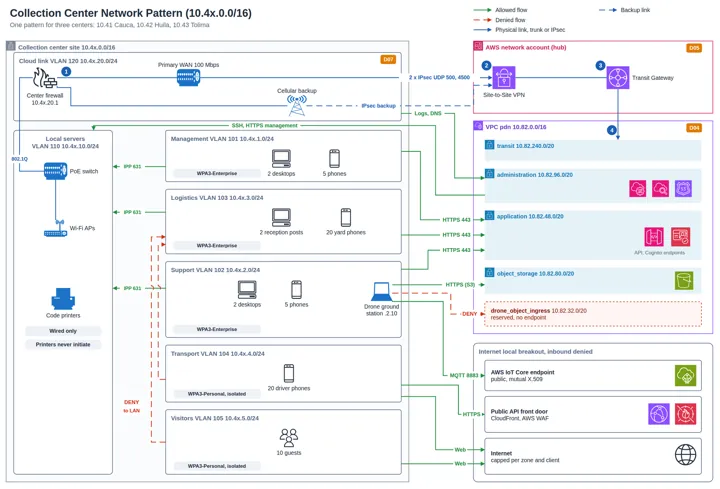 Collection Center Network Pattern (10.4x.0.0/16)
One pattern for three centers: 10.41 Cauca, 10.42 Huila, 10.43 Tolima
Allowed flow
Denied flow
Physical link, trunk or IPsec
Backup link
Collection center site 10.4x.0.0/16
Cloud link VLAN 120 10.4x.20.0/24
D07
1
Primary WAN 100 Mbps
Center firewall
10.4x.20.1
Cellular backup
2 x IPsec UDP 500, 4500
IPsec backup
AWS network account (hub)
D05
2
3
Site-to-Site VPN
Transit Gateway
Logs, DNS
SSH, HTTPS management
4
Local servers
VLAN 110 10.4x.10.0/24
802.1Q
PoE switch
Wi-Fi APs
Code printers
Wired only
Printers never initiate
IPP 631
IPP 631
IPP 631
DENY
to LAN
Management VLAN 101 10.4x.1.0/24
2 desktops
5 phones
WPA3-Enterprise
Logistics VLAN 103 10.4x.3.0/24
2 reception posts
20 yard phones
WPA3-Enterprise
Support VLAN 102 10.4x.2.0/24
2 desktops
5 phones
Drone ground
station .2.10
WPA3-Enterprise
Transport VLAN 104 10.4x.4.0/24
20 driver phones
WPA3-Personal, isolated
Visitors VLAN 105 10.4x.5.0/24
10 guests
WPA3-Personal, isolated
HTTPS 443
HTTPS 443
HTTPS 443
HTTPS (S3)
DENY
MQTT 8883
HTTPS
Web
Web
VPC pdn 10.82.0.0/16
D04
transit 10.82.240.0/20
administration 10.82.96.0/20
application 10.82.48.0/20
API, Cognito endpoints
object_storage 10.82.80.0/20
drone_object_ingress 10.82.32.0/20
reserved, no endpoint
Internet local breakout, inbound denied
AWS IoT Core endpoint
public, mutual X.509
Public API front door
CloudFront, AWS WAF
Internet
capped per zone and client